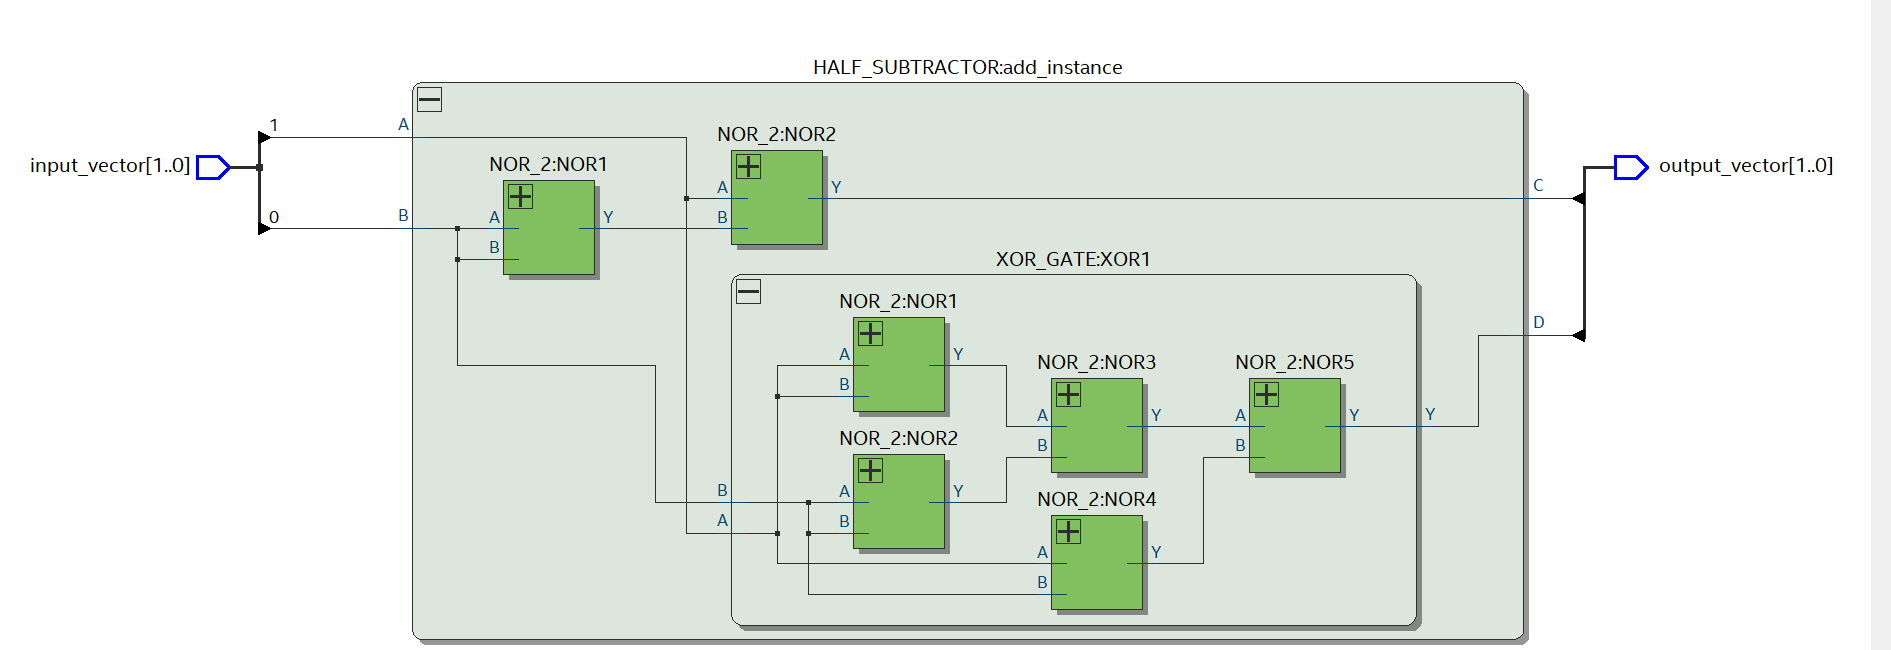 HALF_SUBTRACTOR:add_instance
1
A
NOR_2:NOR2
input_vector[1..0]
NOR_2:NOR1
output_vector[1..0]
A
Y
C
0
B
A
Y
B
B
XOR_GATE:XOR1
NOR_2:NOR1
D
A
Y
NOR_2:NOR3
NOR_2:NOR5
B
A
Y
A
Y
Y
NOR_2:NOR2
B
B
B
A
Y
NOR_2:NOR4
A
B
A
Y
B